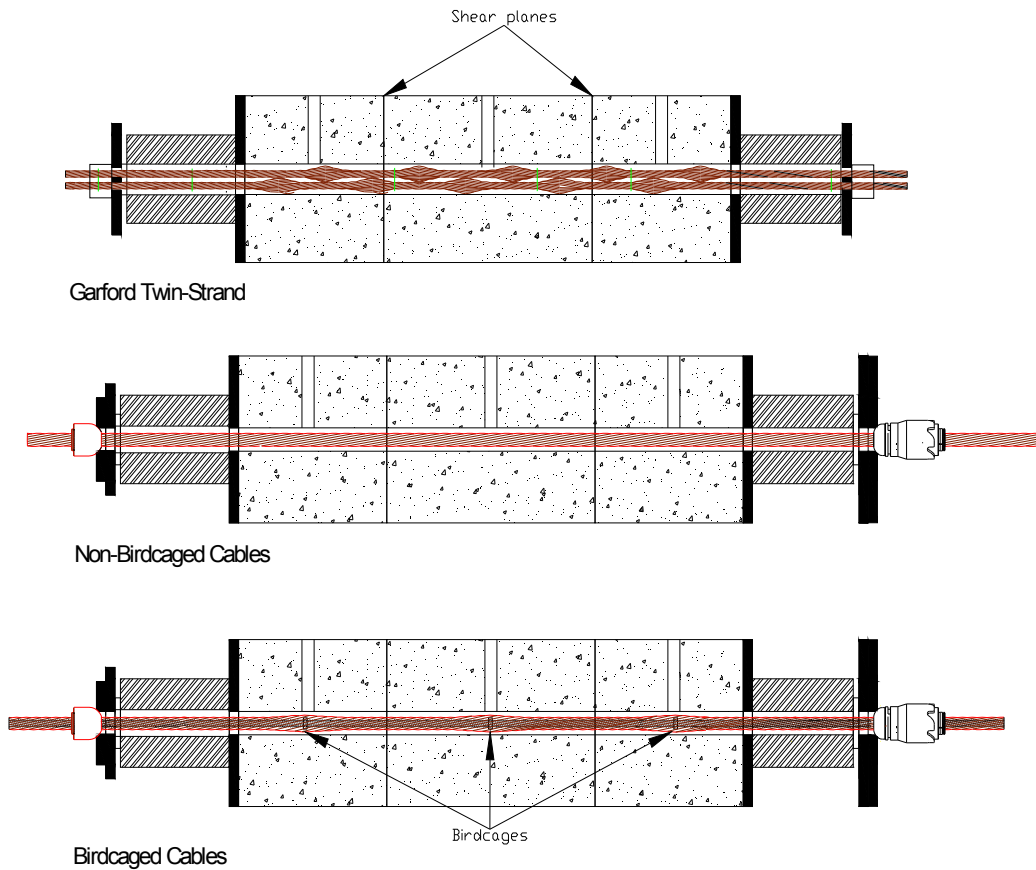 Shear planes
Garford Twin-Strand
Non-Birdcaged Cables
Birdcages
Birdcaged Cables